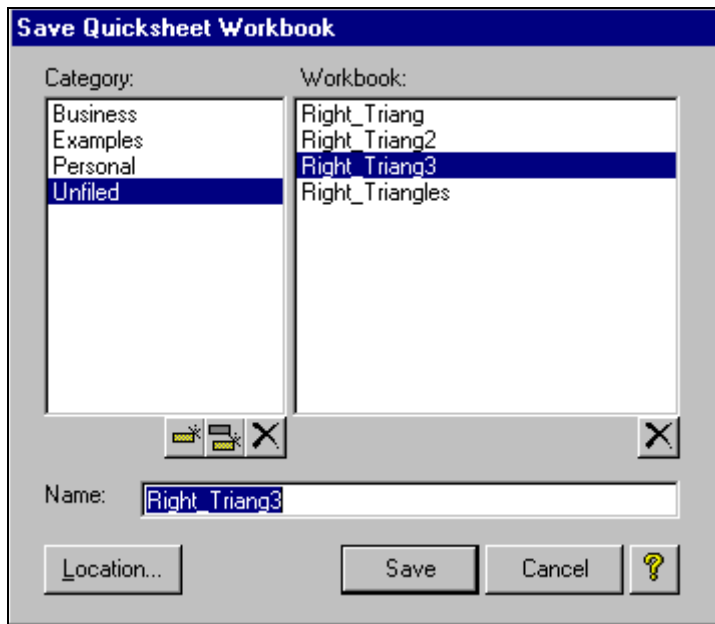 Save Quicksheet Workbook
Category:
Business
Examples
Personal
Unfiled
Workbook:
Right_Triang
Right_Triang2
Right_Triang3
Right_Triangles
Name:
Right_Triang3
Location...
Save
Cancel
?